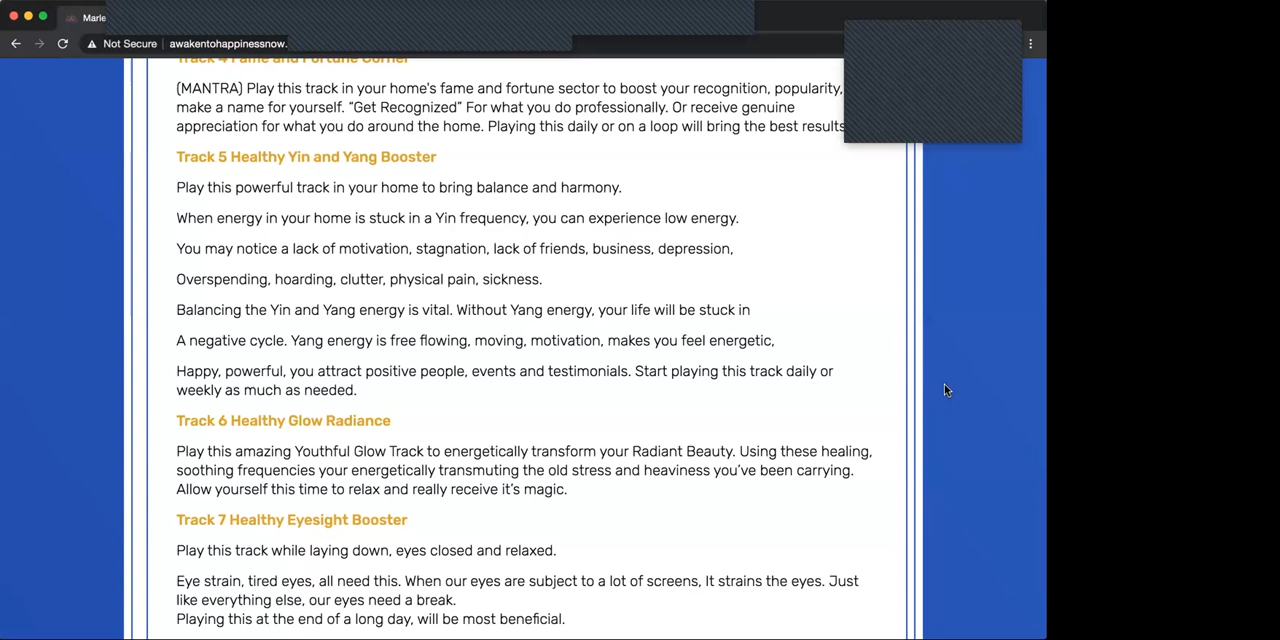 Marle
Not Secure
awakentohappinessnow.
Track 4 Fame and Fortune Corner
(MANTRA) Play this track in your home's fame and fortune sector to boost your recognition, popularity,
make a name for yourself. “Get Recognized” For what you do professionally. Or receive genuine
appreciation for what you do around the home. Playing this daily or on a loop will bring the best results
Track 5 Healthy Yin and Yang Booster
Play this powerful track in your home to bring balance and harmony.
When energy in your home is stuck in a Yin frequency, you can experience low energy.
You may notice a lack of motivation, stagnation, lack of friends, business, depression,
Overspending, hoarding, clutter, physical pain, sickness.
Balancing the Yin and Yang energy is vital. Without Yang energy, your life will be stuck in
A negative cycle. Yang energy is free flowing, moving, motivation, makes you feel energetic,
Happy, powerful, you attract positive people, events and testimonials. Start playing this track daily or
weekly as much as needed.
Track 6 Healthy Glow Radiance
Play this amazing Youthful Glow Track to energetically transform your Radiant Beauty. Using these healing,
soothing frequencies your energetically transmuting the old stress and heaviness you’ve been carrying.
Allow yourself this time to relax and really receive it’s magic.
Track 7 Healthy Eyesight Booster
Play this track while laying down, eyes closed and relaxed.
Eye strain, tired eyes, all need this. When our eyes are subject to a lot of screens, It strains the eyes. Just
like everything else, our eyes need a break.
Playing this at the end of a long day, will be most beneficial.